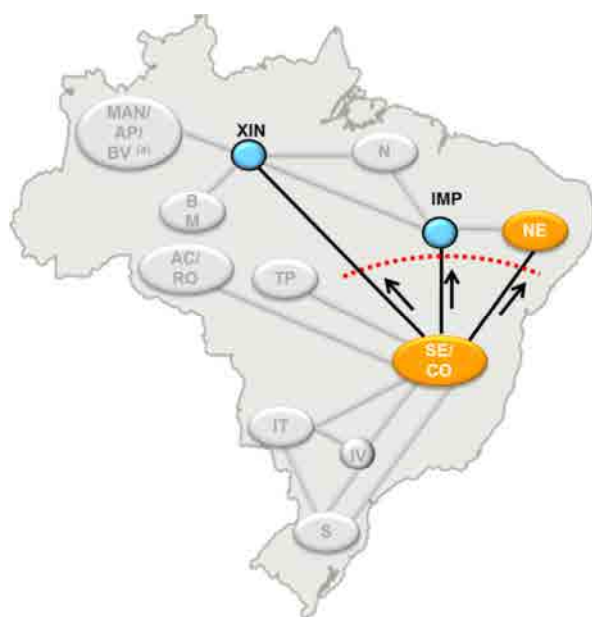 MAN/
AP/
BV (a)
XIN
N
B
M
IMP
NE
AC/
RO
TP
SE/
CO
IT
IV
S